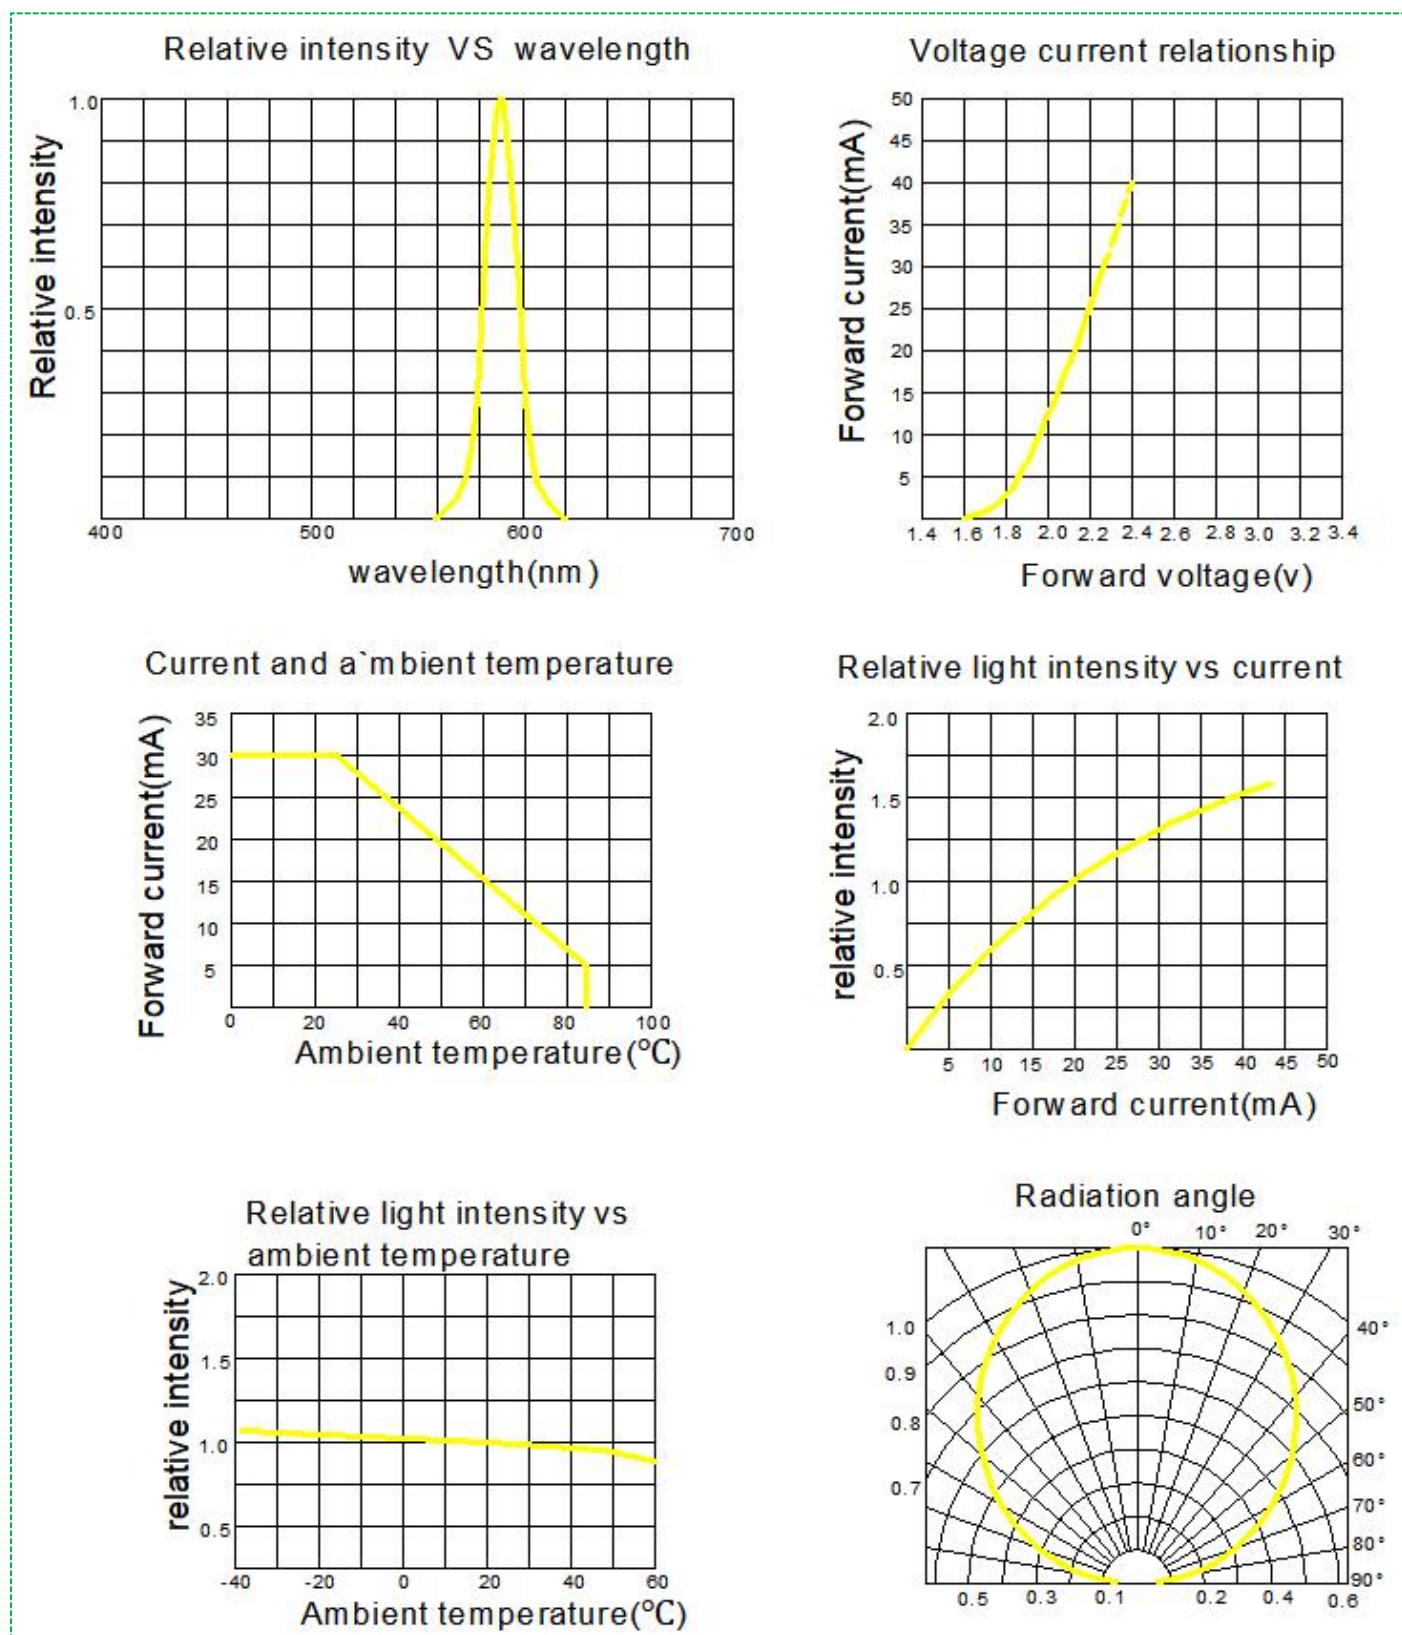 Relative intensity VS wavelength
1.0
0.5
Relative intensity
400 500 600 700
wavelength(nm)
Voltage current relationship
50
45
40
35
30
25
20
15
10
5
Forward current(mA)
1.4 1.6 1.8 2.0 2.2 2.4 2.6 2.8 3.0 3.2 3.4
Forward voltage(v)
Current and a`mbient temperature
35
30
25
20
15
10
5
Forward current(mA)
0 20 40 60 80 100
Ambient temperature(℃)
Relative light intensity vs current
2.0
1.5
1.0
0.5
relative intensity
5 10 15 20 25 30 35 40 45 50
Forward current(mA)
Relative light intensity vs
ambient temperature
2.0
1.5
1.0
0.5
relative intensity
-40 -20 0 20 40 60
Ambient temperature(℃)
Radiation angle
0° 10° 20° 30°
1.0 40°
0.9
0.8 50°
60°
0.7
70°
80°
90°
0.5 0.3 0.1 0.2 0.4 0.6